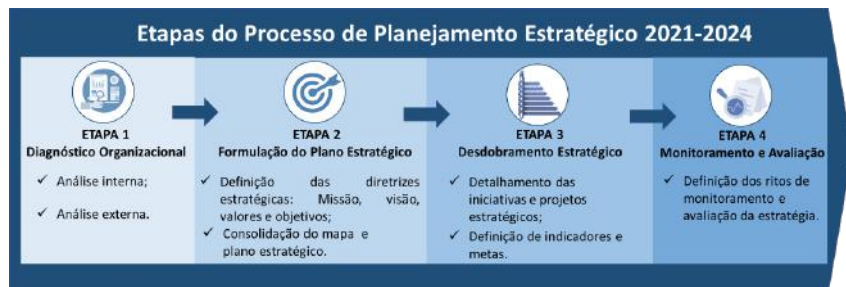 Etapas do Processo de Planejamento Estratégico 2021-2024
ETAPA 1
Diagnóstico Organizacional
✓ Análise interna;
✓ Análise externa.
ETAPA 2
Formulação do Plano Estratégico
✓ Definição das diretrizes
estratégicas: Missão, visão,
valores e objetivos;
✓ Consolidação do mapa e
plano estratégico.
ETAPA 3
Desdobramento Estratégico
✓ Detalhamento das
iniciativas e projetos
estratégicos;
✓ Definição de indicadores e
metas.
ETAPA 4
Monitoramento e Avaliação
✓ Definição dos ritos de
monitoramento e
avaliação da estratégia.